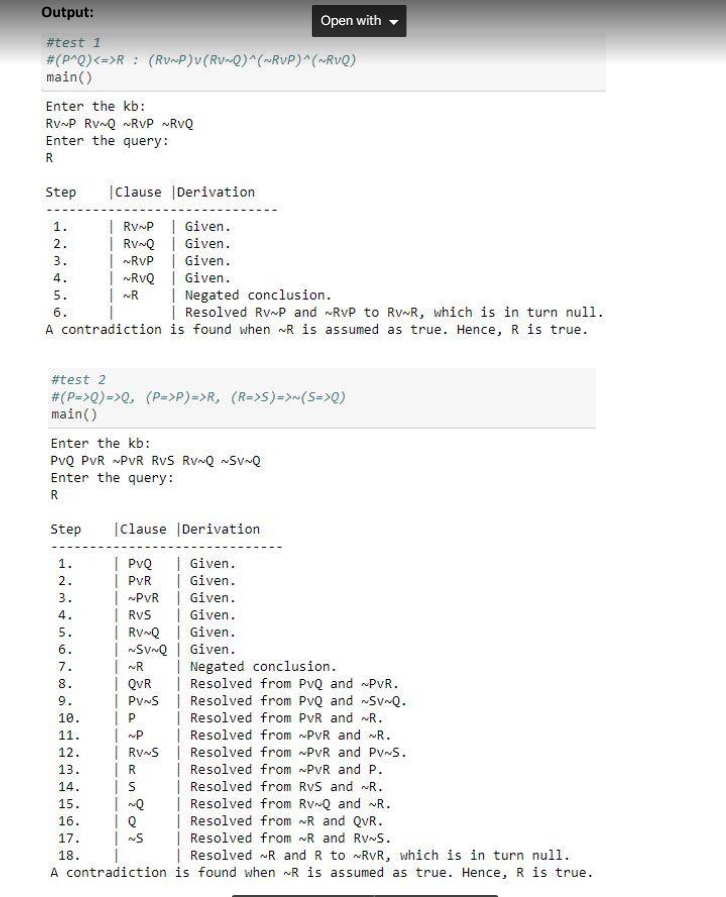 Output:
Open with
#test 1
#(P^Q)<=>R : (Rv~P)v(Rv~Q)^(~RvP)^(~RvQ)
main()
Enter the kb:
Rv~P Rv~Q ~RvP ~RvQ
Enter the query:
R
Step |Clause |Derivation
------------------------------
1. | Rv~P | Given.
2. | Rv~Q | Given.
3. | ~RvP | Given.
4. | ~RvQ | Given.
5. | ~R | Negated conclusion.
6. | | Resolved Rv~P and ~RvP to Rv~R, which is in turn null.
A contradiction is found when ~R is assumed as true. Hence, R is true.
#test 2
#(P=>Q)=>Q, (P=>P)=>R, (R=>S)=>~(S=>Q)
main()
Enter the kb:
PvQ PvR ~PvR RvS Rv~Q ~Sv~Q
Enter the query:
R
Step |Clause |Derivation
------------------------------
1. | PvQ | Given.
2. | PvR | Given.
3. | ~PvR | Given.
4. | RvS | Given.
5. | Rv~Q | Given.
6. | ~Sv~Q | Given.
7. | ~R | Negated conclusion.
8. | QvR | Resolved from PvQ and ~PvR.
9. | Pv~S | Resolved from PvQ and ~Sv~Q.
10. | P | Resolved from PvR and ~R.
11. | ~P | Resolved from ~PvR and ~R.
12. | Rv~S | Resolved from ~PvR and Pv~S.
13. | R | Resolved from ~PvR and P.
14. | S | Resolved from RvS and ~R.
15. | ~Q | Resolved from Rv~Q and ~R.
16. | Q | Resolved from ~R and QvR.
17. | ~S | Resolved from ~R and Rv~S.
18. | | Resolved ~R and R to ~RvR, which is in turn null.
A contradiction is found when ~R is assumed as true. Hence, R is true.